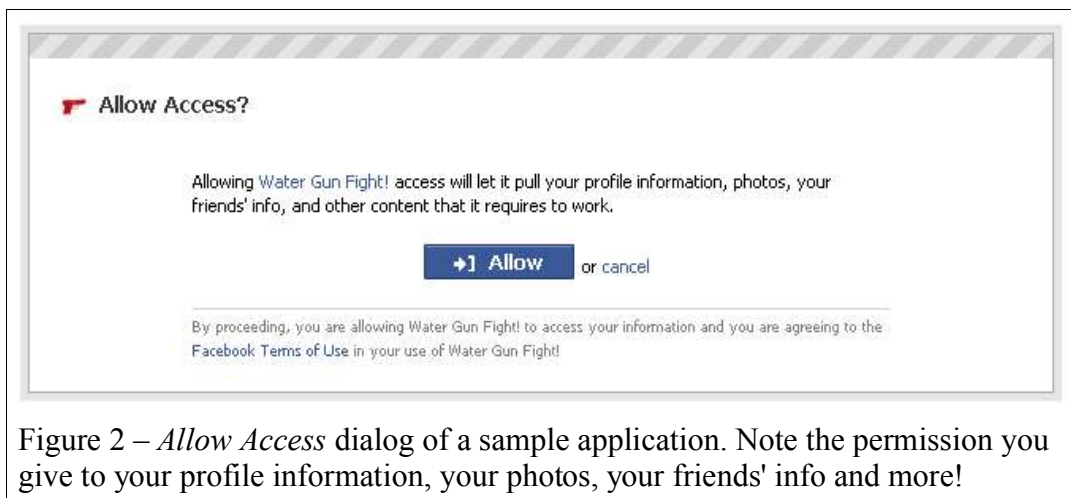 Allow Access?
Allowing Water Gun Fight! access will let it pull your profile information, photos, your
friends' info, and other content that it requires to work.
Allow or cancel
By proceeding, you are allowing Water Gun Fight! to access your information and you are agreeing to the
Facebook Terms of Use in your use of Water Gun Fight!
Figure 2 – Allow Access dialog of a sample application. Note the permission you
give to your profile information, your photos, your friends' info and more!